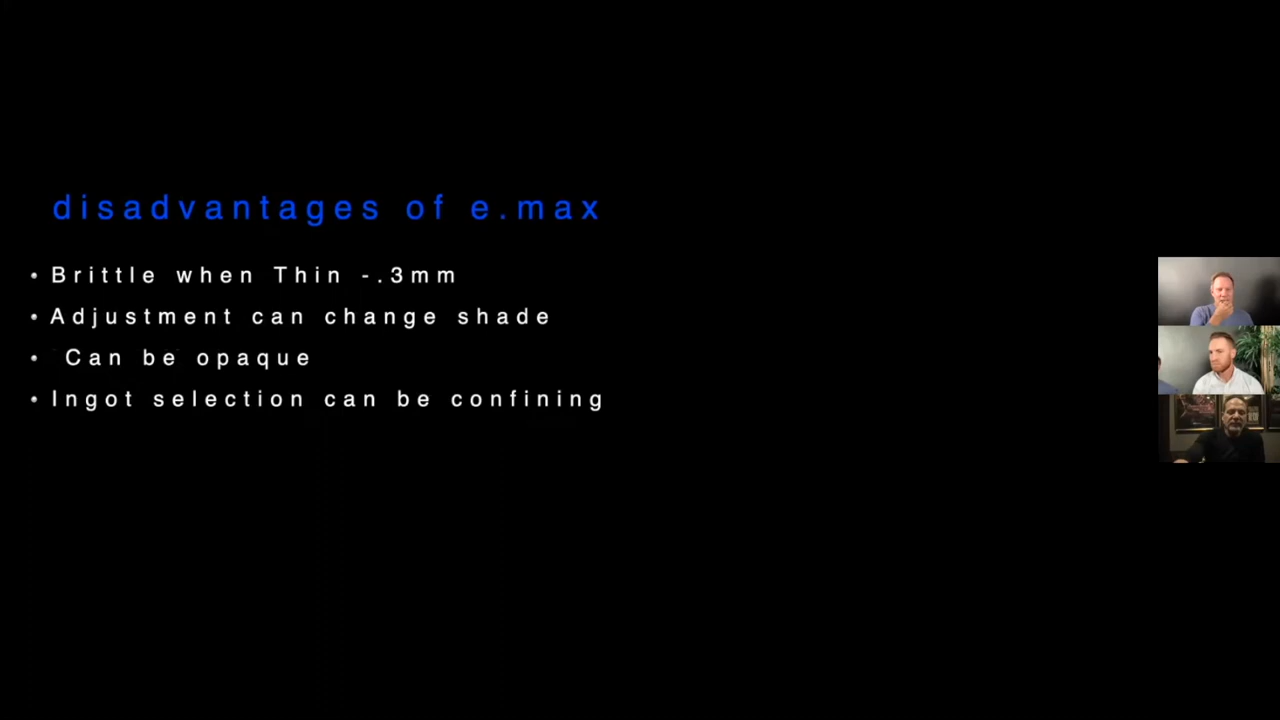 disadvantages of e.max
• Brittle when Thin -.3mm
• Adjustment can change shade
• Can be opaque
• Ingot selection can be confining